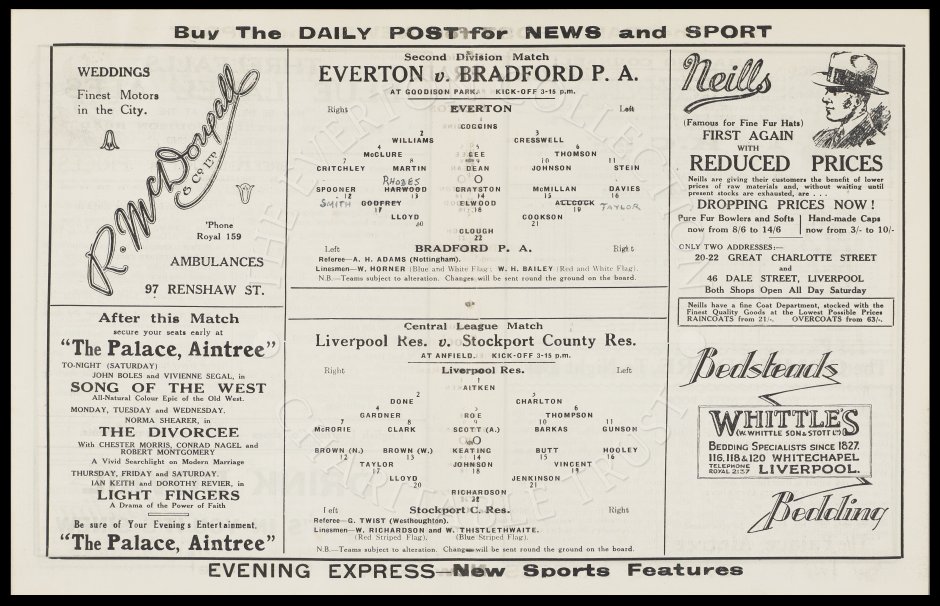 Buy The DAILY POST for NEWS and SPORT
WEDDINGS
Finest Motors
in the City.
R. McDougall
& Co LTD
'Phone
Royal 159
AMBULANCES
97 RENSHAW ST.
After this Match
secure your seats early at
"The Palace, Aintree"
TO-NIGHT (SATURDAY)
JOHN BOLES and VIVIENNE SEGAL, in
SONG OF THE WEST
All-Natural Colour Epic of the Old West.
MONDAY, TUESDAY and WEDNESDAY.
NORMA SHEARER, in
THE DIVORCEE
With CHESTER MORRIS, CONRAD NAGEL and
ROBERT MONTGOMERY
A Vivid Searchlight on Modern Marriage
THURSDAY, FRIDAY and SATURDAY.
IAN KEITH and DOROTHY REVIER, in
LIGHT FINGERS
A Drama of the Power of Faith
Be sure of Your Evening's Entertainment.
"The Palace, Aintree"
Second Division Match
EVERTON v. BRADFORD P. A.
AT GOODISON PARK. KICK-OFF 3-15 p.m.
Right EVERTON Left
1
COGGINS
2 3
WILLIAMS CRESSWELL
4 5 6
McCLURE GEE THOMSON
7 8 9 10 11
CRITCHLEY MARTIN DEAN JOHNSON STEIN
RHODES
SPOONER HARWOOD GRAYSTON McMILLAN DAVIES
12 13 14 15 16
SMITH GODFREY ELWOOD ALLCOCK TAYLOR
17 18 19
LLOYD COOKSON
20 21
CLOUGH
22
Left BRADFORD P. A. Right
Referee—A. H. ADAMS (Nottingham).
Linesmen—W. HORNER (Blue and White Flag; W. H. BAILEY (Red and White Flag).
N.B.—Teams subject to alteration. Changes will be sent round the ground on the board.
Central League Match
Liverpool Res. v. Stockport County Res.
AT ANFIELD. KICK-OFF 3-15 p.m.
Right Liverpool Res. Left
1
AITKEN
2 3
DONE CHARLTON
4 5 6
GARDNER ROE THOMPSON
7 8 9 10 11
McRORIE CLARK SCOTT (A.) BARKAS GUNSON
BROWN (N.) BROWN (W.) KEATING BUTT HOOLEY
12 13 14 15 16
TAYLOR JOHNSON VINCENT
17 18 19
LLOYD JENKINSON
20 21
RICHARDSON
22
Left Stockport C. Res. Right
Referee—G. TWIST (Westhoughton).
Linesmen—W. RICHARDSON and W. THISTLETHWAITE.
(Red Striped Flag). (Blue Striped Flag).
N.B.—Teams subject to alteration. Changes will be sent round the ground on the board.
Neills
(Famous for Fine Fur Hats)
FIRST AGAIN
WITH
REDUCED PRICES
Neills are giving their customers the benefit of lower
prices of raw materials and, without waiting until
present stocks are exhausted, are . . .
DROPPING PRICES NOW!
Pure Fur Bowlers and Softs
now from 8/6 to 14/6
Hand-made Caps
now from 3/- to 10/-
ONLY TWO ADDRESSES:—
20-22 GREAT CHARLOTTE STREET
and
46 DALE STREET, LIVERPOOL
Both Shops Open All Day Saturday
Neills have a fine Coat Department, stocked with the
Finest Quality Goods at the Lowest Possible Prices
RAINCOATS from 21/-. OVERCOATS from 63/-.
Bedsteads
WHITTLE'S
(W. WHITTLE SON & STOTT LTD)
BEDDING SPECIALISTS SINCE 1827.
116, 118 & 120 WHITECHAPEL
TELEPHONE
ROYAL 2137
LIVERPOOL.
Bedding
EVENING EXPRESS—New Sports Features